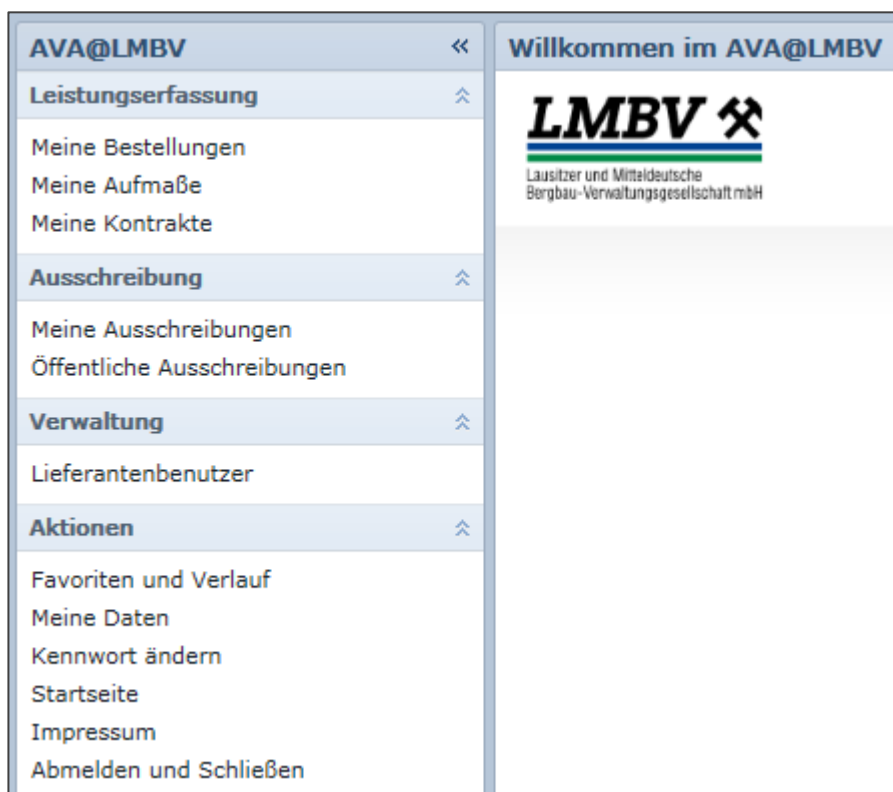 AVA@LMBV
Leistungserfassung
Meine Bestellungen
Meine Aufmaße
Meine Kontrakte
Ausschreibung
Meine Ausschreibungen
Öffentliche Ausschreibungen
Verwaltung
Lieferantenbenutzer
Aktionen
Favoriten und Verlauf
Meine Daten
Kennwort ändern
Startseite
Impressum
Abmelden und Schließen
Willkommen im AVA@LMBV
LMBV
Lausitzer und Mitteldeutsche
Bergbau-Verwaltungsgesellschaft mbH